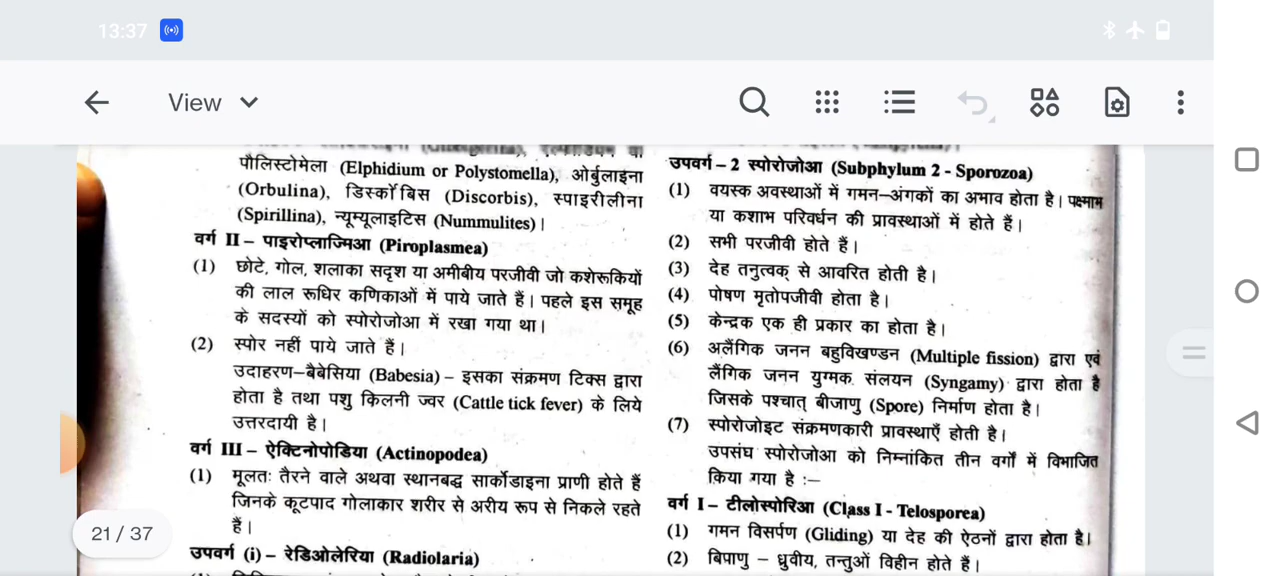 13:37
View
पौलिस्टोमेला (Elphidium or Polystomella), ओर्बुलाइना
(Orbulina), डिस्कोर्बिस (Discorbis), स्पाइरीलीना
(Spirillina), न्यूम्यूलाइटिस (Nummulites)।
वर्ग II – पाइरोप्लाज्मिआ (Piroplasmea)
(1) छोटे, गोल, शलाका सदृश या अमीबीय परजीवी जो कशेरूकियों
की लाल रूधिर कणिकाओं में पाये जाते हैं। पहले इस समूह
के सदस्यों को स्पोरोजोआ में रखा गया था।
(2) स्पोर नहीं पाये जाते हैं।
उदाहरण–बैबेसिया (Babesia) – इसका संक्रमण टिक्स द्वारा
होता है तथा पशु किलनी ज्वर (Cattle tick fever) के लिये
उत्तरदायी है।
वर्ग III – ऐक्टिनोपोडिया (Actinopodea)
(1) मूलतः तैरने वाले अथवा स्थानबद्ध सार्कोडाइना प्राणी होते हैं
जिनके कूटपाद गोलाकार शरीर से अरीय रूप से निकले रहते
हैं।
उपवर्ग (i) – रेडिओलेरिया (Radiolaria)
उपवर्ग – 2 स्पोरोजोआ (Subphylum 2 - Sporozoa)
(1) वयस्क अवस्थाओं में गमन–अंगकों का अभाव होता है। पक्ष्माभ
या कशाभ परिवर्धन की प्रावस्थाओं में होते हैं।
(2) सभी परजीवी होते हैं।
(3) देह तनुत्वक् से आवरित होती है।
(4) पोषण मृतोपजीवी होता है।
(5) केन्द्रक एक ही प्रकार का होता है।
(6) अलैंगिक जनन बहुविखण्डन (Multiple fission) द्वारा एवं
लैंगिक जनन युग्मक संलयन (Syngamy) द्वारा होता है
जिसके पश्चात् बीजाणु (Spore) निर्माण होता है।
(7) स्पोरोजोइट संक्रमणकारी प्रावस्थाएँ होती है।
उपसंघ स्पोरोजोआ को निम्नांकित तीन वर्गों में विभाजित
किया गया है :–
वर्ग I – टीलोस्पोरिआ (Class I - Telosporea)
(1) गमन विसर्पण (Gliding) या देह की ऐठनों द्वारा होता है।
(2) बिपाणु – ध्रुवीय, तन्तुओं विहीन होते हैं।
21 / 37